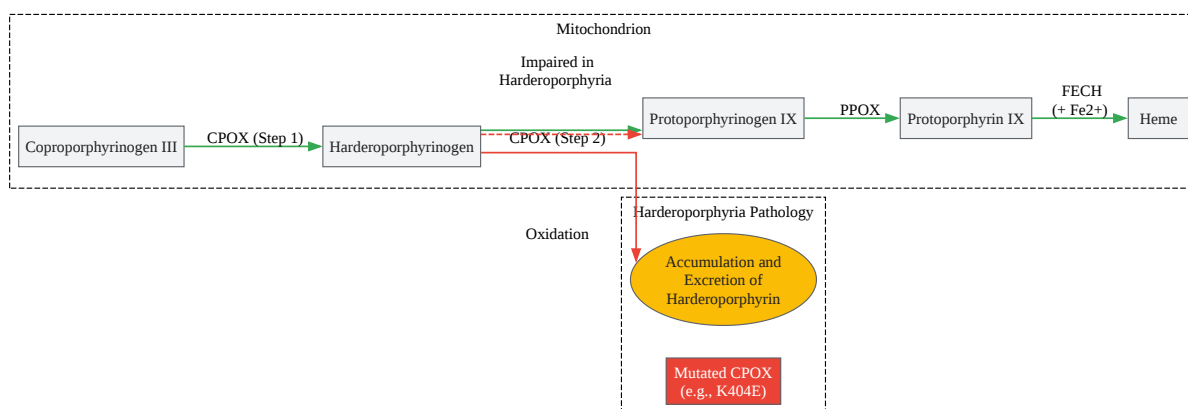 Mitochondrion
Impaired in
Harderoporphyria
Coproporphyrinogen III
CPOX (Step 1)
Harderoporphyrinogen
CPOX (Step 2)
Protoporphyrinogen IX
PPOX
Protoporphyrin IX
FECH
(+ Fe2+)
Heme
Oxidation
Harderoporphyria Pathology
Accumulation and
Excretion of
Harderoporphyrin
Mutated CPOX
(e.g., K404E)